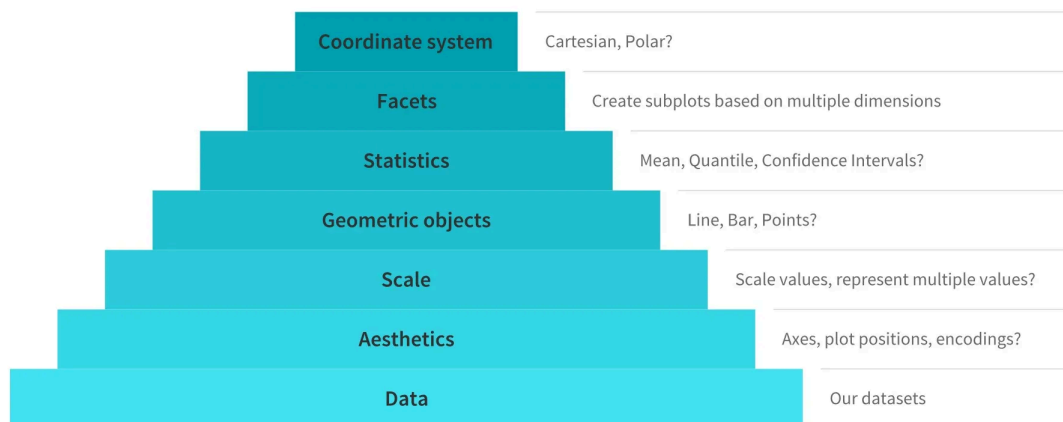 Coordinate system
Cartesian, Polar?
Facets
Create subplots based on multiple dimensions
Statistics
Mean, Quantile, Confidence Intervals?
Geometric objects
Line, Bar, Points?
Scale
Scale values, represent multiple values?
Aesthetics
Axes, plot positions, encodings?
Data
Our datasets